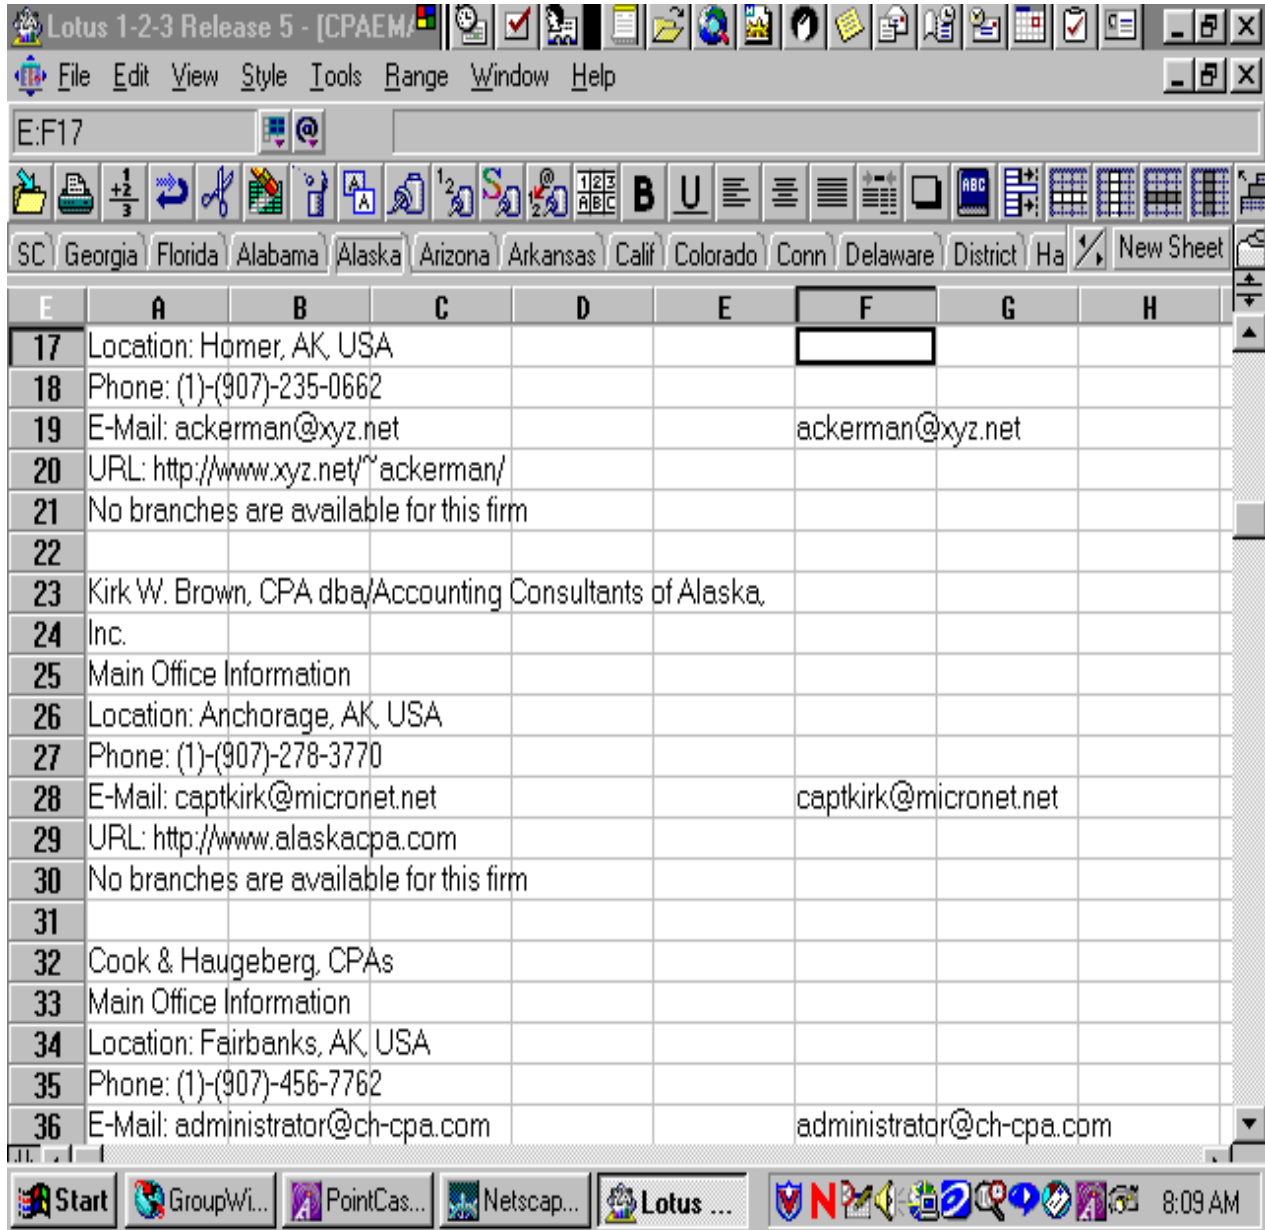 Lotus 1-2-3 Release 5 - [CPAEMA
File Edit View Style Tools Range Window Help
E:F17
SC Georgia Florida Alabama Alaska Arizona Arkansas Calif Colorado Conn Delaware District Ha New Sheet
E A B C D E F G H
17 Location: Homer, AK, USA
18 Phone: (1)-(907)-235-0662
19 E-Mail: ackerman@xyz.net ackerman@xyz.net
20 URL: http://www.xyz.net/~ackerman/
21 No branches are available for this firm
22
23 Kirk W. Brown, CPA dba/Accounting Consultants of Alaska,
24 Inc.
25 Main Office Information
26 Location: Anchorage, AK, USA
27 Phone: (1)-(907)-278-3770
28 E-Mail: captkirk@micronet.net captkirk@micronet.net
29 URL: http://www.alaskacpa.com
30 No branches are available for this firm
31
32 Cook & Haugeberg, CPAs
33 Main Office Information
34 Location: Fairbanks, AK, USA
35 Phone: (1)-(907)-456-7762
36 E-Mail: administrator@ch-cpa.com administrator@ch-cpa.com
Start GroupWi... PointCas... Netscap... Lotus ... 8:09 AM